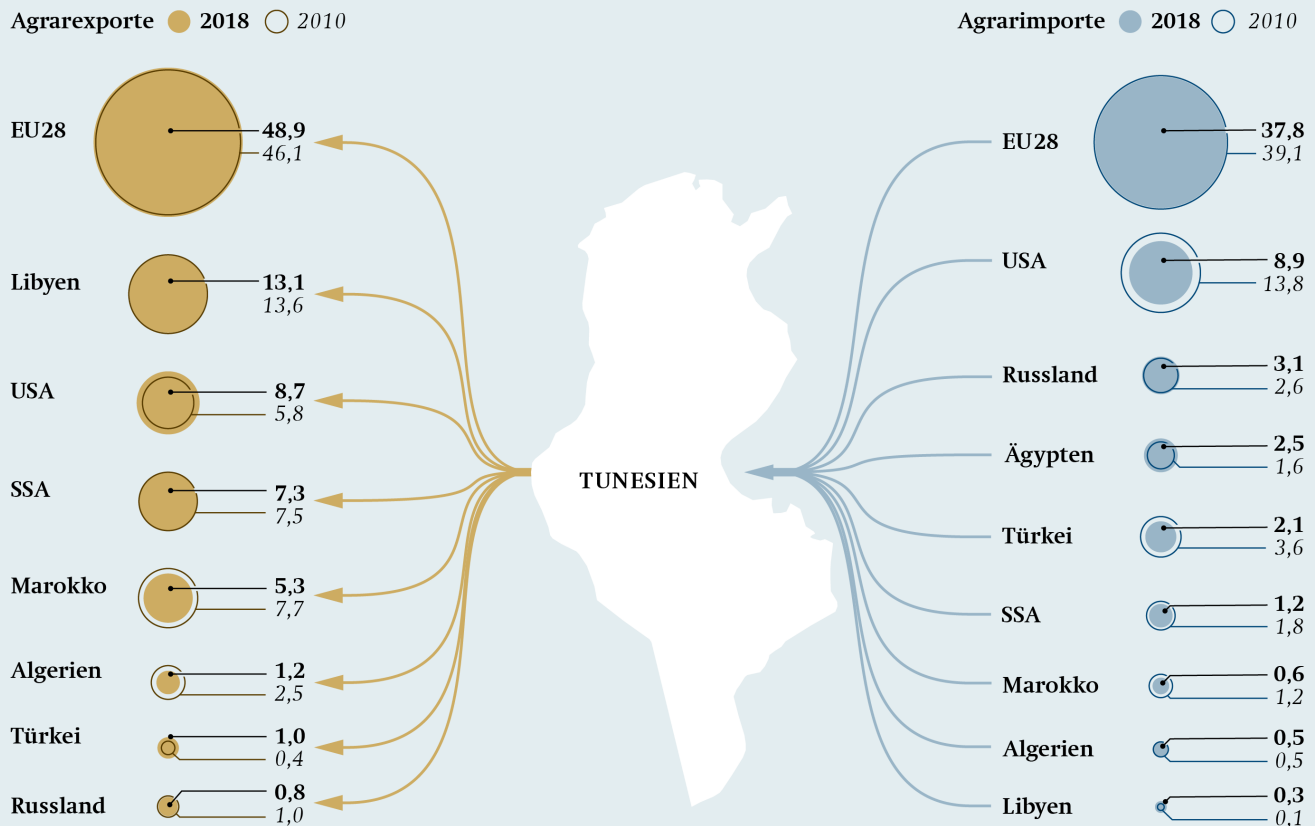 Agrarexporte 2018 2010
EU28
48,9
46,1
Libyen
13,1
13,6
USA
8,7
5,8
SSA
7,3
7,5
Marokko
5,3
7,7
Algerien
1,2
2,5
Türkei
1,0
0,4
Russland
0,8
1,0
TUNESIEN
Agrarimporte 2018 2010
EU28
37,8
39,1
USA
8,9
13,8
Russland
3,1
2,6
Ägypten
2,5
1,6
Türkei
2,1
3,6
SSA
1,2
1,8
Marokko
0,6
1,2
Algerien
0,5
0,5
Libyen
0,3
0,1